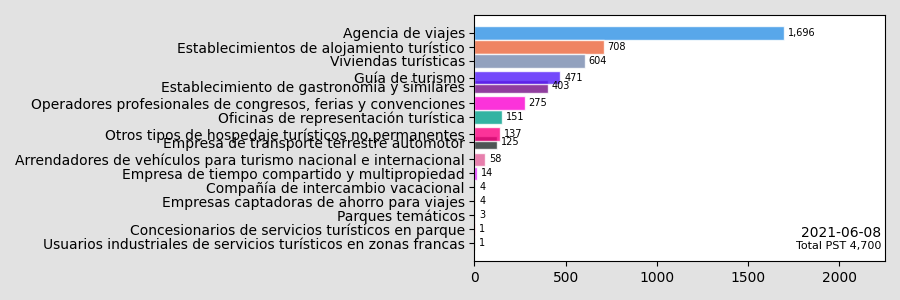 Agencia de viajes 1,696
Establecimientos de alojamiento turístico 708
Viviendas turísticas 604
Guía de turismo 471
Establecimiento de gastronomía y similares 403
Operadores profesionales de congresos, ferias y convenciones 275
Oficinas de representación turística 151
Otros tipos de hospedaje turísticos no permanentes 137
Empresa de transporte terrestre automotor 125
Arrendadores de vehículos para turismo nacional e internacional 58
Empresa de tiempo compartido y multipropiedad 14
Compañía de intercambio vacacional 4
Empresas captadoras de ahorro para viajes 4
Parques temáticos 3
Concesionarios de servicios turísticos en parque 1
Usuarios industriales de servicios turísticos en zonas francas 1
2021-06-08
Total PST 4,700
0 500 1000 1500 2000